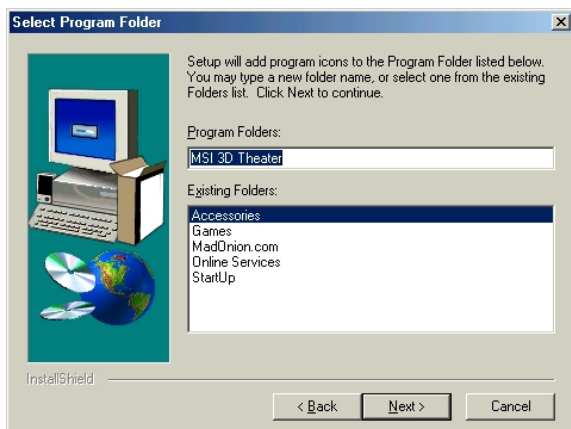 Select Program Folder
Setup will add program icons to the Program Folder listed below.
You may type a new folder name, or select one from the existing
Folders list. Click Next to continue.
Program Folders:
MSI 3D Theater
Existing Folders:
Accessories
Games
MadOnion.com
Online Services
StartUp
InstallShield
< Back
Next >
Cancel